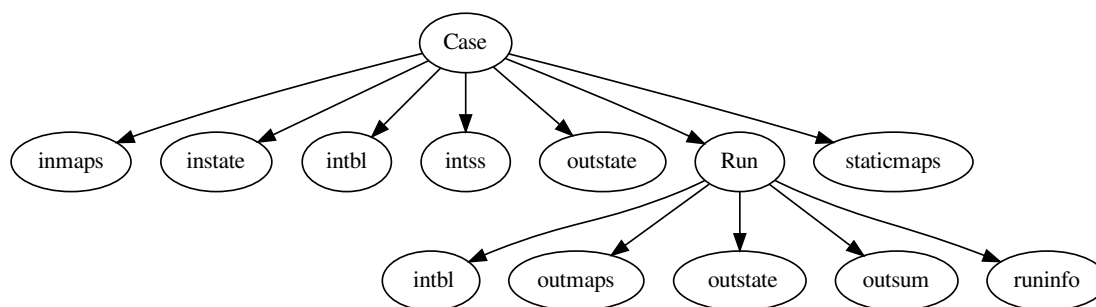 Case
inmaps instate intbl intss outstate Run staticmaps
intbl outmaps outstate outsum runinfo